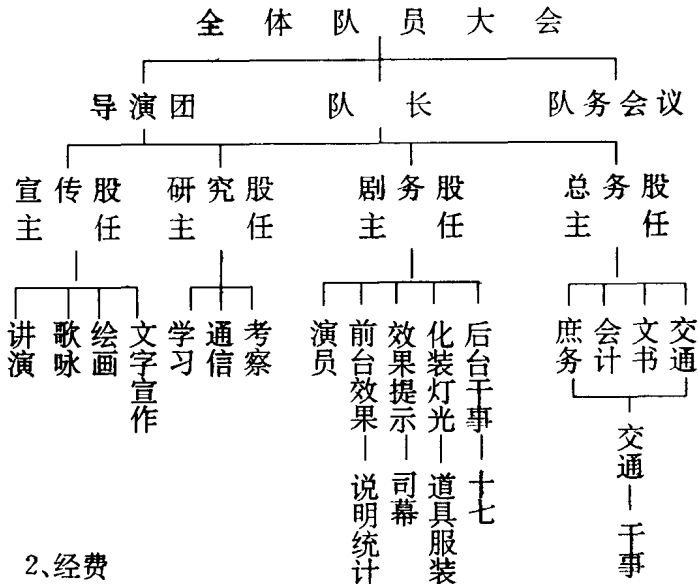 全体队员大会
导演团 队长 队务会议
宣传股主任 研究股主任 剧务股主任 总务股主任
讲演
歌咏
绘画
文字宣作
学习
通信
考察
演员
前台效果—说明统计
效果提示—司幕
化装灯光—道具服装
后台干事—十七
庶务
会计
文书
交通
交通—干事
2、经费